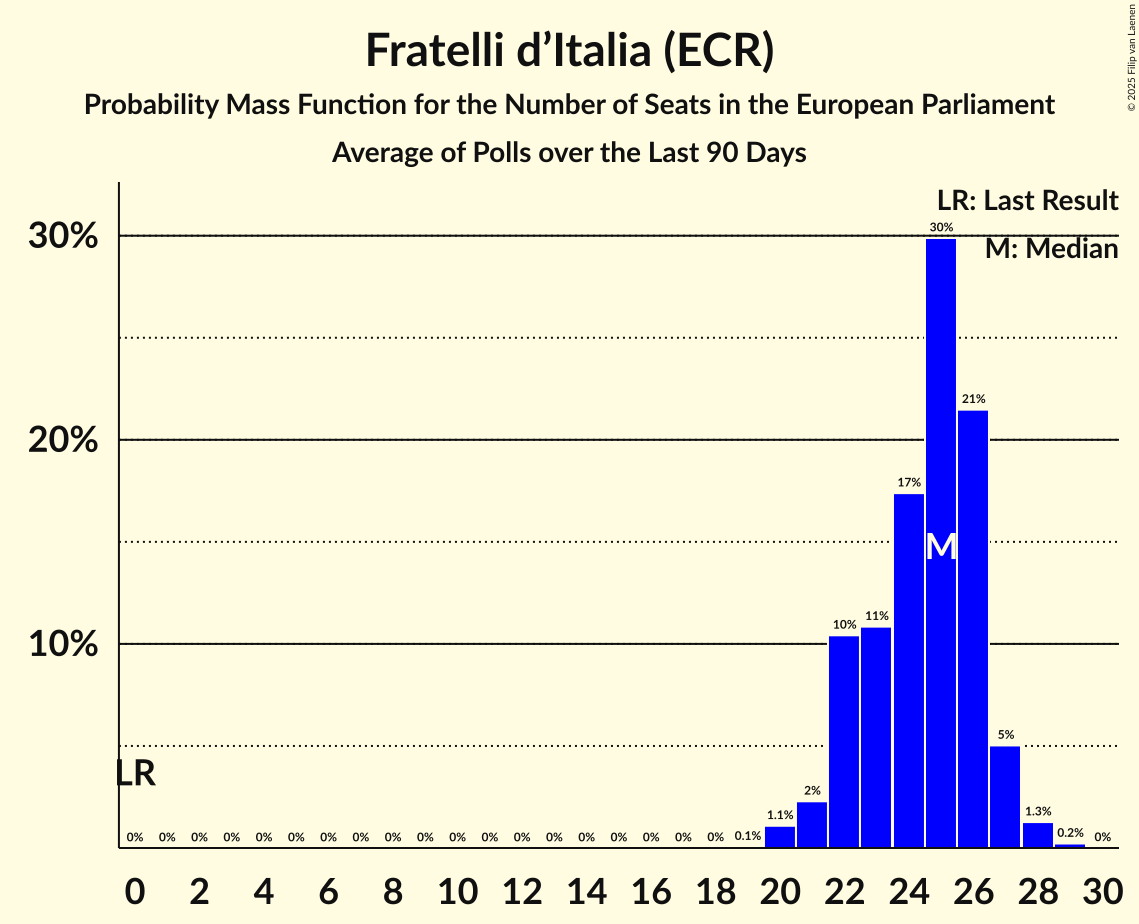 Fratelli d’Italia (ECR)
Probability Mass Function for the Number of Seats in the European Parliament
Average of Polls over the Last 90 Days
© 2025 Filip van Laenen
LR: Last Result
M: Median
30%
20%
10%
30%
21%
17%
M
11%
10%
5%
LR
2%
1.3%
1.1%
0% 0% 0% 0% 0% 0% 0% 0% 0% 0% 0% 0% 0% 0% 0% 0% 0% 0% 0% 0.1% 0.2% 0%
0 2 4 6 8 10 12 14 16 18 20 22 24 26 28 30